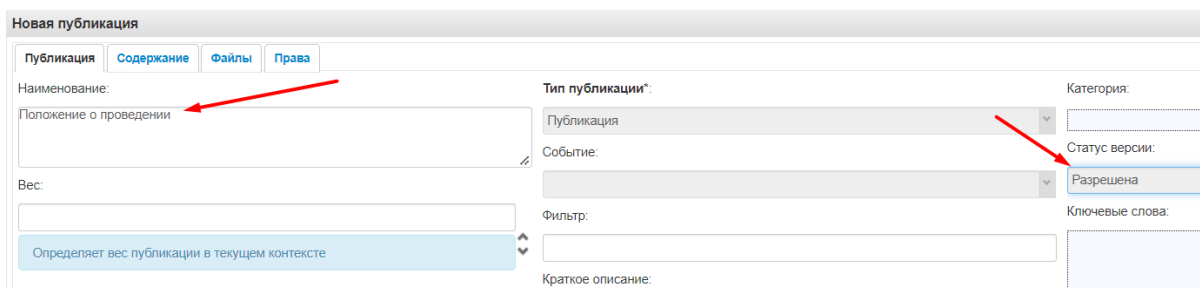 Новая публикация
Публикация Содержание Файлы Права
Наименование:
Положение о проведении
Вес:
Определяет вес публикации в текущем контексте
Тип публикации*:
Публикация
Событие:
Фильтр:
Краткое описание:
Категория:
Статус версии:
Разрешена
Ключевые слова: